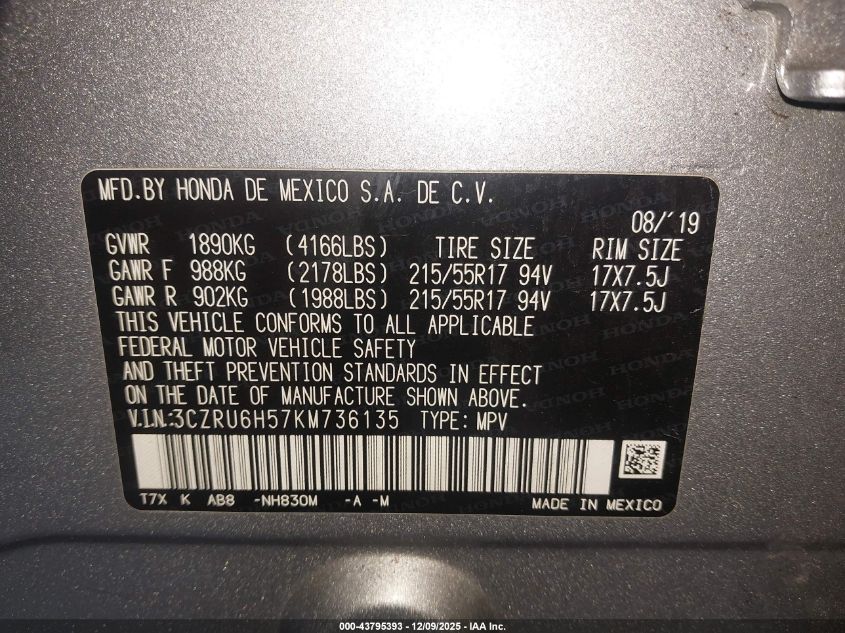 MFD.BY HONDA DE MEXICO S.A. DE C.V.
08/'19
GVWR 1890KG (4166LBS) TIRE SIZE RIM SIZE
GAWR F 988KG (2178LBS) 215/55R17 94V 17X7.5J
GAWR R 902KG (1988LBS) 215/55R17 94V 17X7.5J
THIS VEHICLE CONFORMS TO ALL APPLICABLE
FEDERAL MOTOR VEHICLE SAFETY
AND THEFT PREVENTION STANDARDS IN EFFECT
ON THE DATE OF MANUFACTURE SHOWN ABOVE.
V.I.N:3CZRU6H57KM736135 TYPE: MPV
T7X K AB8 -NH830M -A -M MADE IN MEXICO
000-43795393 - 12/09/2025 - IAA Inc.